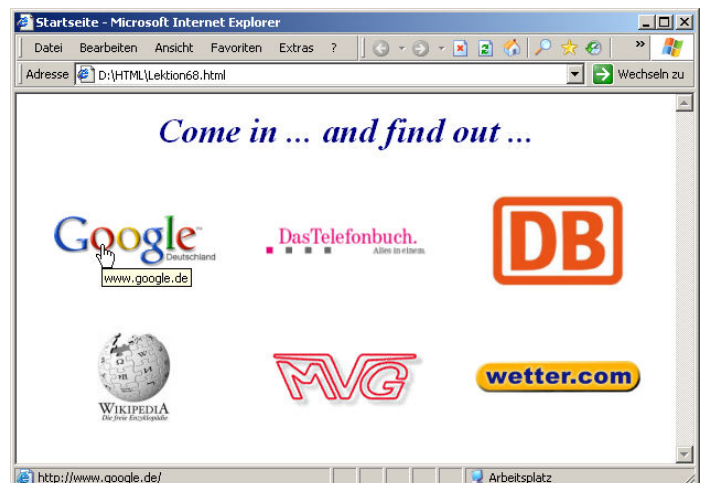 Startseite - Microsoft Internet Explorer
Datei Bearbeiten Ansicht Favoriten Extras ? »
Adresse D:\HTML\Lektion68.html Wechseln zu
Come in ... and find out ...
Google™
Deutschland
www.google.de
DasTelefonbuch.
Alles in einem.
DB
WIKIPEDIA
Die freie Enzyklopädie
MVG
wetter.com
http://www.google.de/ Arbeitsplatz